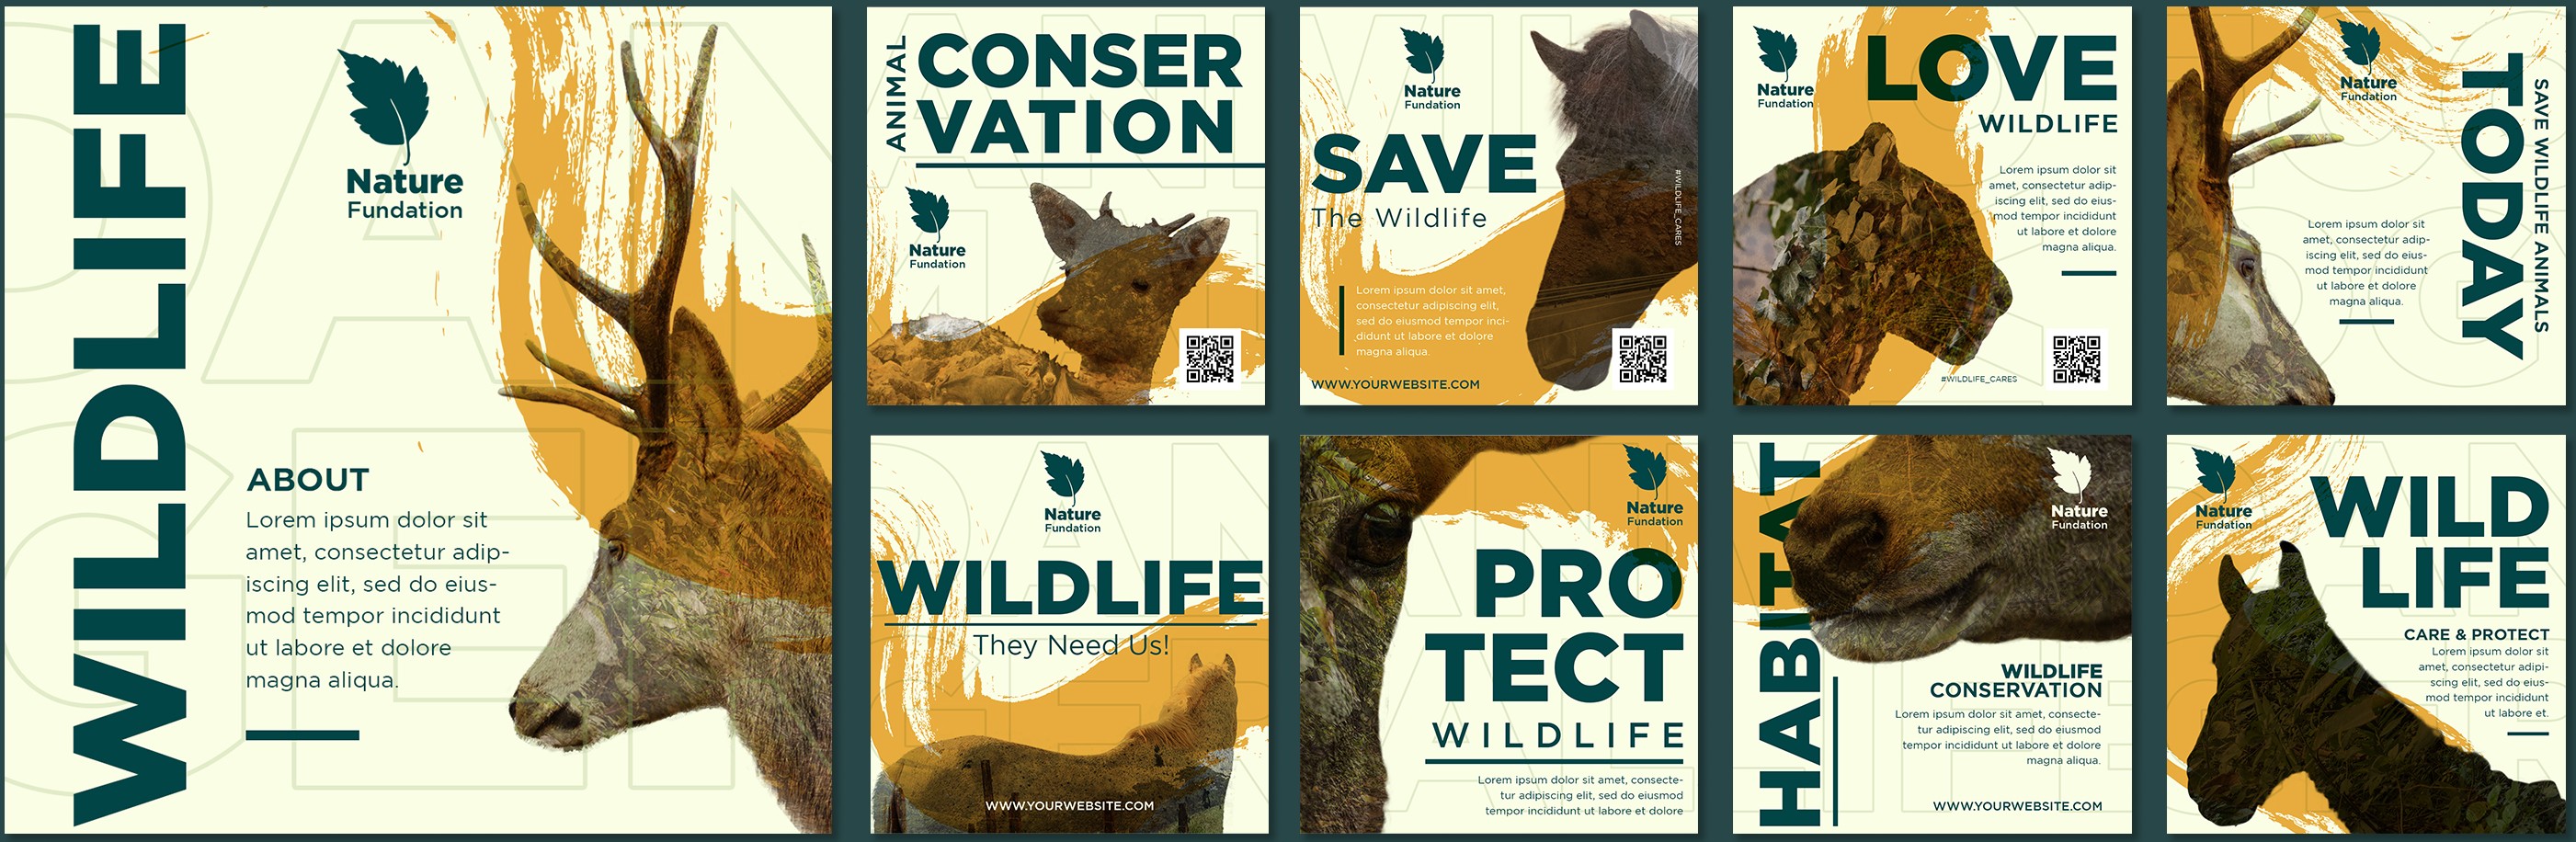 WILDLIFE
Nature
Fundation
ABOUT
Lorem ipsum dolor sit
amet, consectetur adip-
iscing elit, sed do eius-
mod tempor incididunt
ut labore et dolore
magna aliqua.
ANIMAL
CONSER
VATION
Nature
Fundation
Nature
Fundation
SAVE
The Wildlife
#WILDLIFE_CARES
Lorem ipsum dolor sit amet,
consectetur adipiscing elit,
sed do eiusmod tempor inci-
didunt ut labore et dolore
magna aliqua.
WWW.YOURWEBSITE.COM
Nature
Fundation
LOVE
WILDLIFE
Lorem ipsum dolor sit
amet, consectetur adip-
iscing elit, sed do eius-
mod tempor incididunt
ut labore et dolore
magna aliqua.
#WILDLIFE_CARES
Nature
Fundation
TODAY
SAVE WILDLIFE ANIMALS
Lorem ipsum dolor sit
amet, consectetur adip-
iscing elit, sed do eius-
mod tempor incididunt
ut labore et dolore
magna aliqua.
Nature
Fundation
WILDLIFE
They Need Us!
WWW.YOURWEBSITE.COM
Nature
Fundation
PRO
TECT
WILDLIFE
Lorem ipsum dolor sit amet, consecte-
tur adipiscing elit, sed do eiusmod
tempor incididunt ut labore et dolore
HABITAT
Nature
Fundation
WILDLIFE
CONSERVATION
Lorem ipsum dolor sit amet, consecte-
tur adipiscing elit, sed do eiusmod
tempor incididunt ut labore et dolore
magna aliqua.
WWW.YOURWEBSITE.COM
Nature
Fundation
WILD
LIFE
CARE & PROTECT
Lorem ipsum dolor sit
amet, consectetur adipi-
scing elit, sed do eius-
mod tempor incididunt
ut labore et.